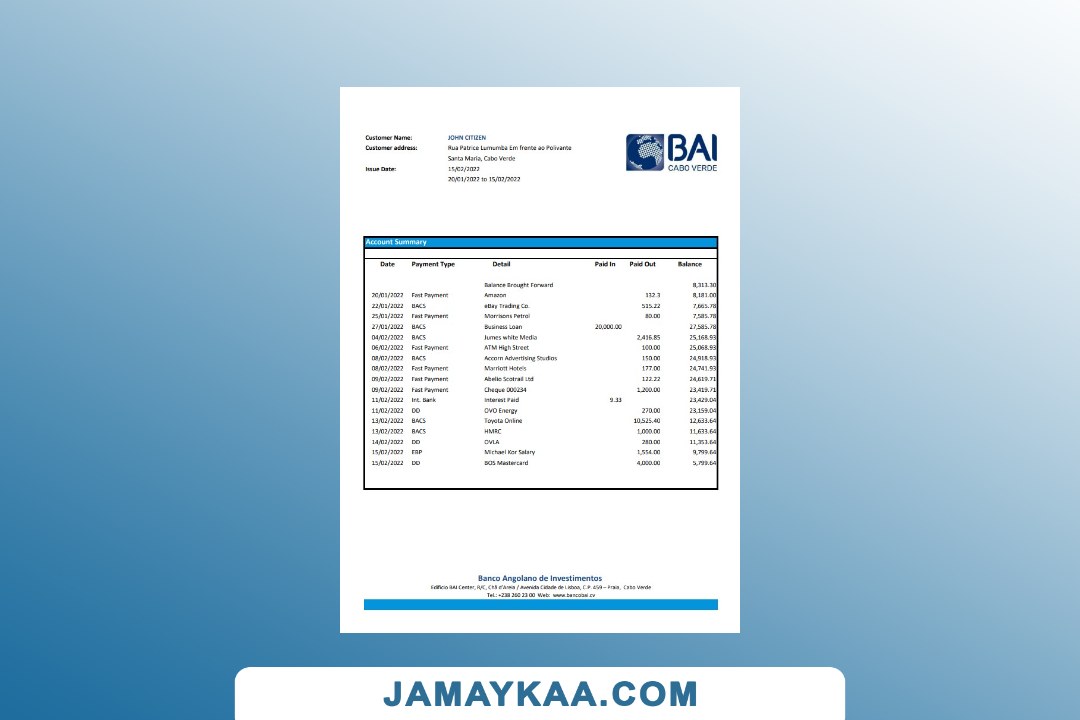 Customer Name: JOHN CITIZEN
Customer address: Rua Patrice Lumumba Em frente ao Polivante
Santa Maria, Cabo Verde
Issue Date: 15/02/2022
20/01/2022 to 15/02/2022
BAI
CABO VERDE
Account Summary
Date Payment Type Detail Paid In Paid Out Balance
Balance Brought Forward 8,313.30
20/01/2022 Fast Payment Amazon 132.3 8,181.00
22/01/2022 BACS eBay Trading Co. 515.22 7,665.78
25/01/2022 Fast Payment Morrisons Petrol 80.00 7,585.78
27/01/2022 BACS Business Loan 20,000.00 27,585.78
04/02/2022 BACS Jumes white Media 2,416.85 25,168.93
06/02/2022 Fast Payment ATM High Street 100.00 25,068.93
08/02/2022 BACS Accorn Advertising Studios 150.00 24,918.93
08/02/2022 Fast Payment Marriott Hotels 177.00 24,741.93
09/02/2022 Fast Payment Abelio Scotrail Ltd 122.22 24,619.71
09/02/2022 Fast Payment Cheque 000234 1,200.00 23,419.71
11/02/2022 Int. Bank Interest Paid 9.33 23,429.04
11/02/2022 DD OVO Energy 270.00 23,159.04
13/02/2022 BACS Toyota Online 10,525.40 12,633.64
13/02/2022 BACS HMRC 1,000.00 11,633.64
14/02/2022 DD OVLA 280.00 11,353.64
15/02/2022 EBP Michael Kor Salary 1,554.00 9,799.64
15/02/2022 DD BOS Mastercard 4,000.00 5,799.64
Banco Angolano de Investimentos
Edifício BAI Center, R/C, Chã d'Areia / Avenida Cidade de Lisboa, C.P. 459 – Praia, Cabo Verde
Tel.: +238 260 23 00 Web: www.bancobai.cv
JAMAYKAA.COM